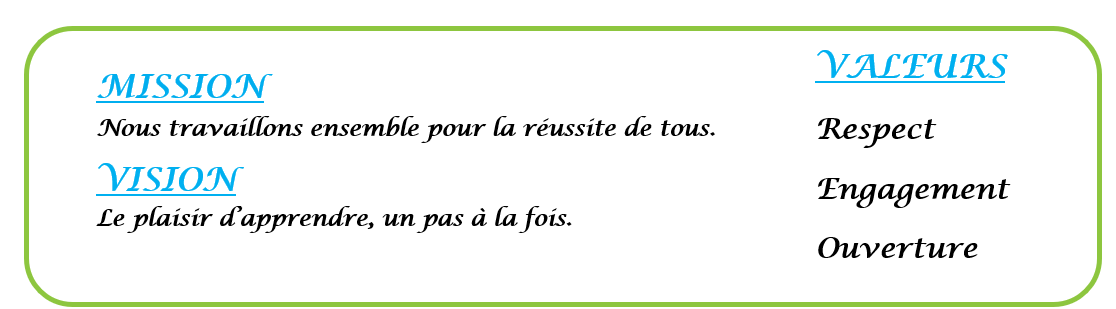 MISSION
Nous travaillons ensemble pour la réussite de tous.
VISION
Le plaisir d’apprendre, un pas à la fois.
VALEURS
Respect
Engagement
Ouverture